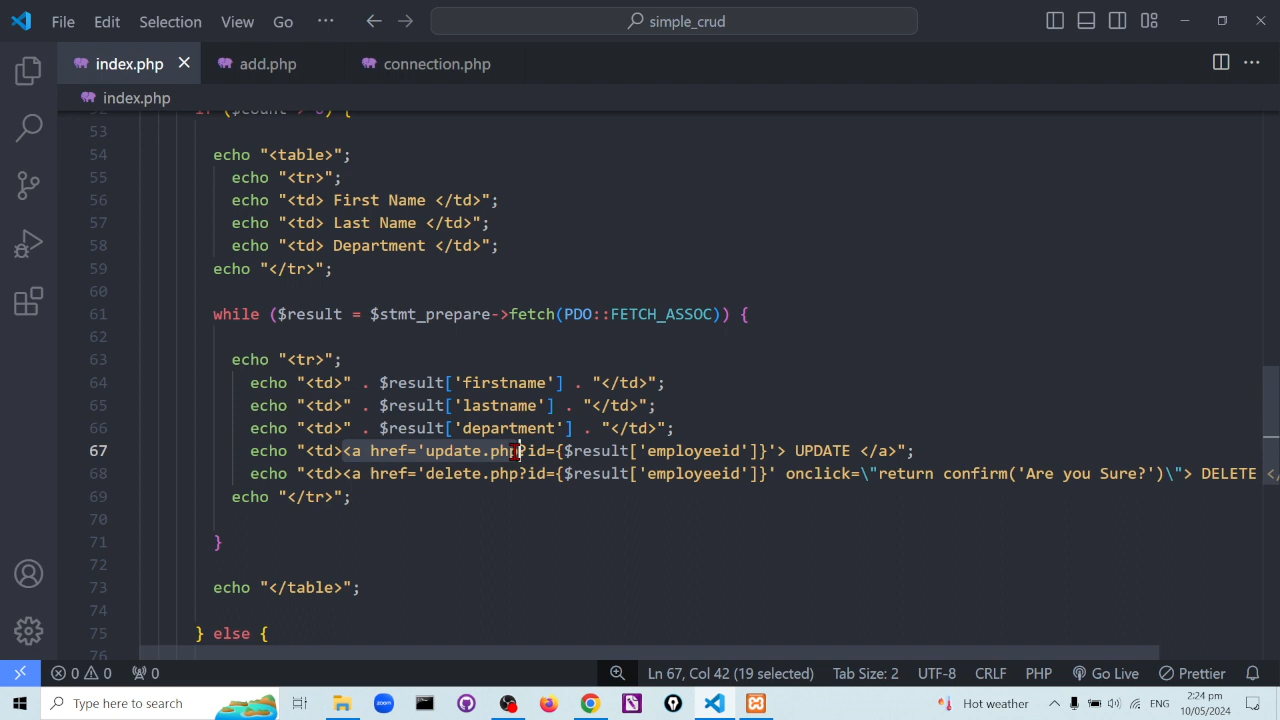 File Edit Selection View Go ··· simple_crud
index.php add.php connection.php
index.php
53
54 echo "<table>";
55 echo "<tr>";
56 echo "<td> First Name </td>";
57 echo "<td> Last Name </td>";
58 echo "<td> Department </td>";
59 echo "</tr>";
60
61 while ($result = $stmt_prepare->fetch(PDO::FETCH_ASSOC)) {
62
63 echo "<tr>";
64 echo "<td>" . $result['firstname'] . "</td>";
65 echo "<td>" . $result['lastname'] . "</td>";
66 echo "<td>" . $result['department'] . "</td>";
67 echo "<td><a href='update.php?id={$result['employeeid']}'> UPDATE </a>";
68 echo "<td><a href='delete.php?id={$result['employeeid']}' onclick=\"return confirm('Are you Sure?')\"> DELETE <
69 echo "</tr>";
70
71 }
72
73 echo "</table>";
74
75 } else {
76
0 0 0 Ln 67, Col 42 (19 selected) Tab Size: 2 UTF-8 CRLF PHP Go Live Prettier
Type here to search zoom Hot weather ENG 2:24 pm
10/05/2024